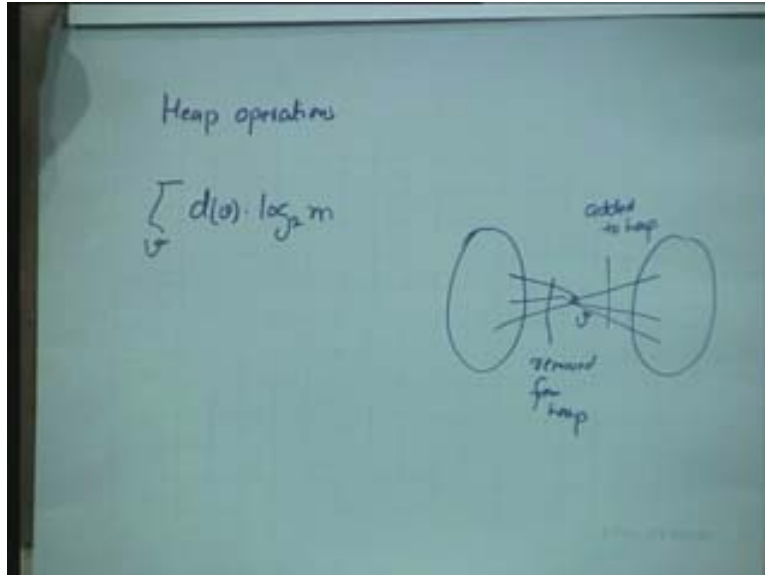 Heap operations
∑ d(v) · log₂ m
v
added
to heap
v
removed
from
heap